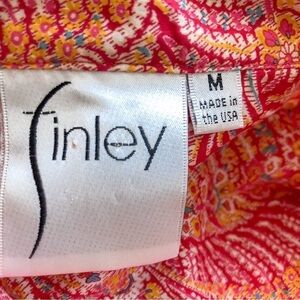 finley
M
MADE in
the USA